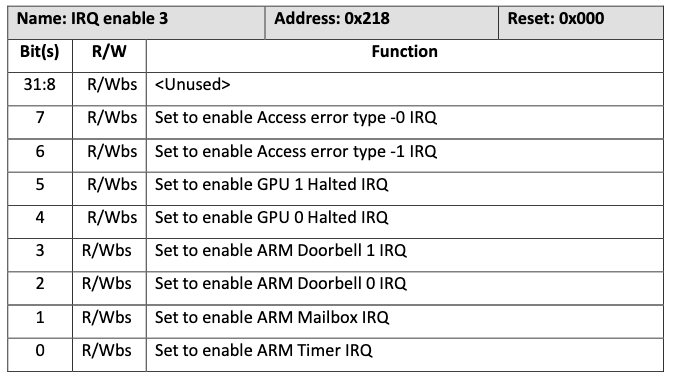 Name: IRQ enable 3 Address: 0x218 Reset: 0x000
Bit(s) R/W Function
31:8 R/Wbs <Unused>
7 R/Wbs Set to enable Access error type -0 IRQ
6 R/Wbs Set to enable Access error type -1 IRQ
5 R/Wbs Set to enable GPU 1 Halted IRQ
4 R/Wbs Set to enable GPU 0 Halted IRQ
3 R/Wbs Set to enable ARM Doorbell 1 IRQ
2 R/Wbs Set to enable ARM Doorbell 0 IRQ
1 R/Wbs Set to enable ARM Mailbox IRQ
0 R/Wbs Set to enable ARM Timer IRQ